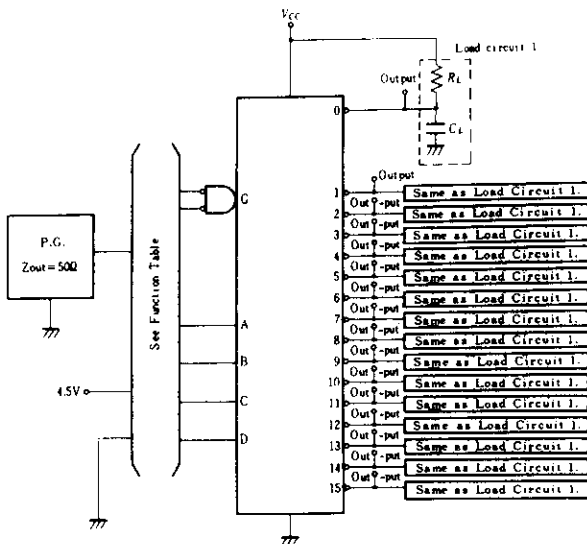 VCC
Load circuit 1.
Output
RL
0
CL
Output
1 Same as Load Circuit 1.
Out-put
2 Same as Load Circuit 1.
Out-put
3 Same as Load Circuit 1.
Out-put
4 Same as Load Circuit 1.
Out-put
5 Same as Load Circuit 1.
Out-put
6 Same as Load Circuit 1.
Out-put
7 Same as Load Circuit 1.
Out-put
8 Same as Load Circuit 1.
Out-put
9 Same as Load Circuit 1.
Out-put
10 Same as Load Circuit 1.
Out-put
11 Same as Load Circuit 1.
Out-put
12 Same as Load Circuit 1.
Out-put
13 Same as Load Circuit 1.
Out-put
14 Same as Load Circuit 1.
Out-put
15 Same as Load Circuit 1.
P.G.
Zout=50Ω
See Function Table
G
A
B
C
D
4.5V